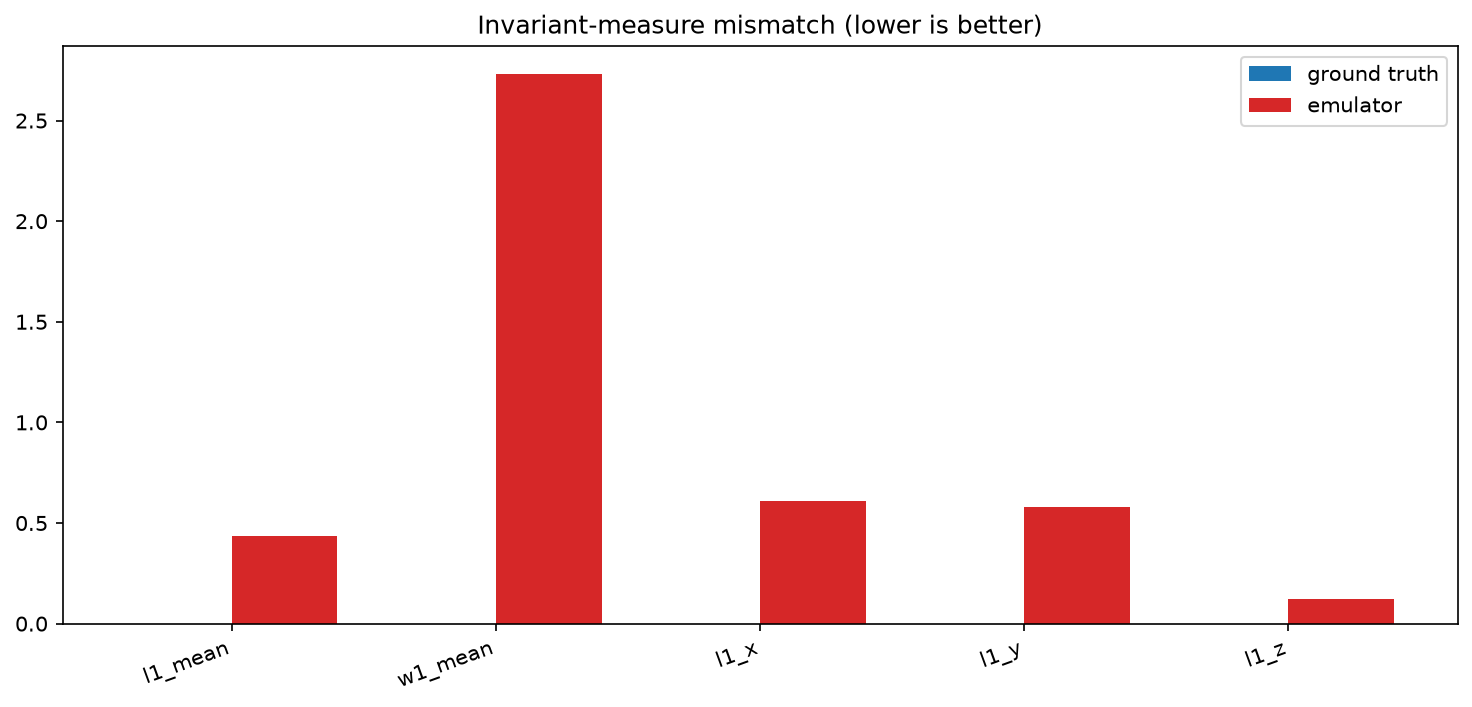 Invariant-measure mismatch (lower is better)
ground truth
emulator
2.5
2.0
1.5
1.0
0.5
0.0
l1_mean
w1_mean
l1_x
l1_y
l1_z